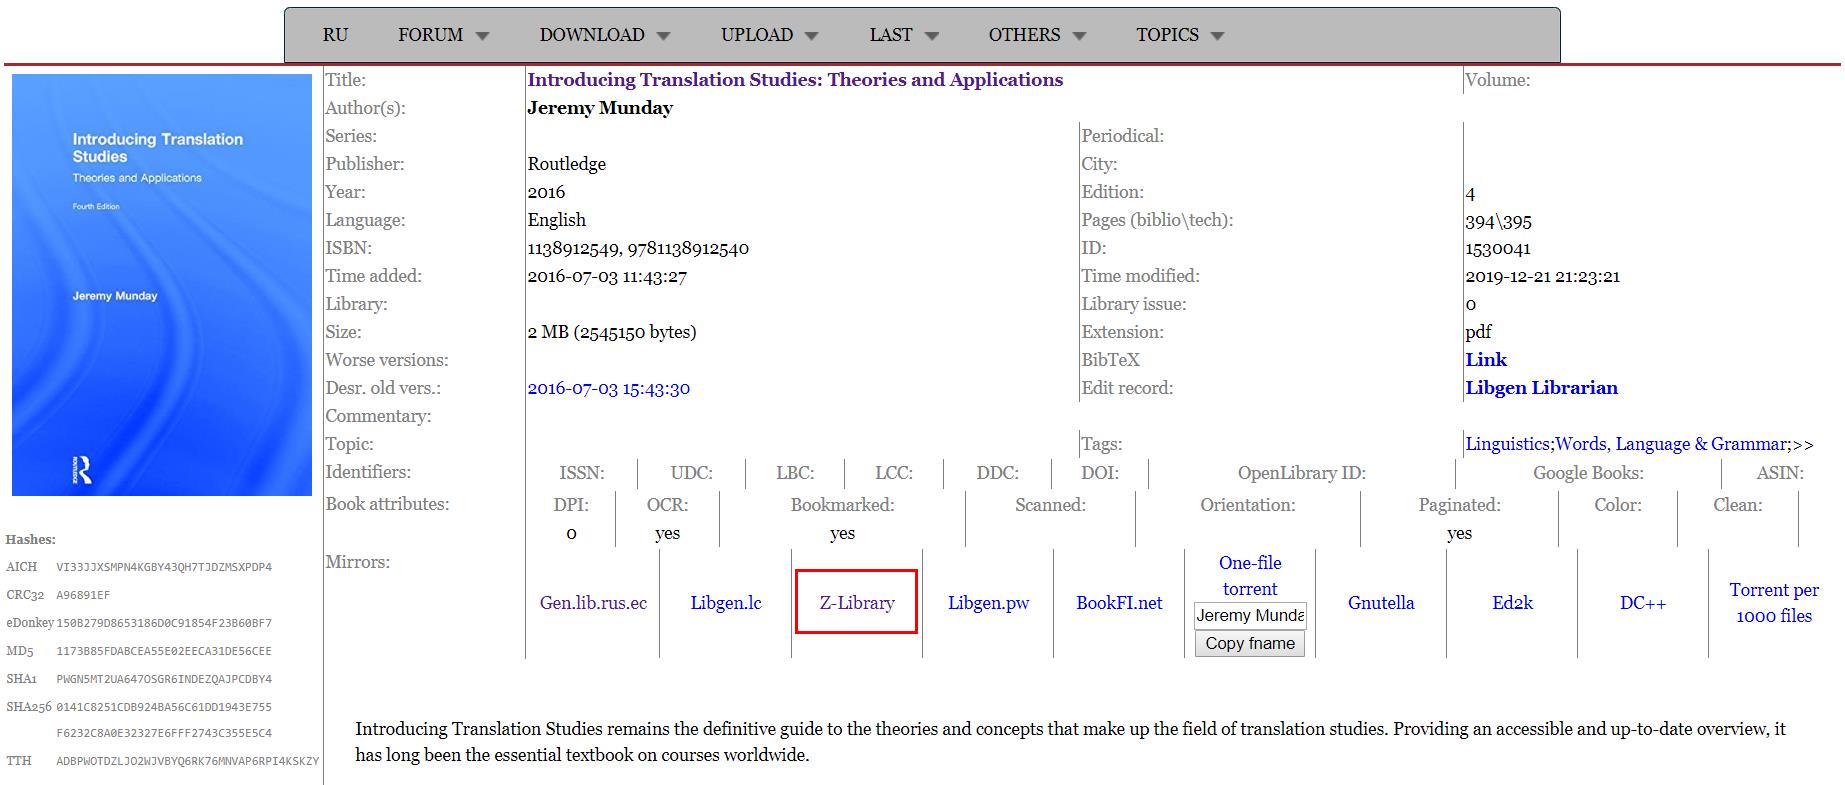 RU FORUM DOWNLOAD UPLOAD LAST OTHERS TOPICS
Introducing Translation
Studies
Theories and Applications
Fourth Edition
Jeremy Munday
R
ROUTLEDGE
Title: Introducing Translation Studies: Theories and Applications Volume:
Author(s): Jeremy Munday
Series: Periodical:
Publisher: Routledge City:
Year: 2016 Edition: 4
Language: English Pages (biblio\tech): 394\395
ISBN: 1138912549, 9781138912540 ID: 1530041
Time added: 2016-07-03 11:43:27 Time modified: 2019-12-21 21:23:21
Library: Library issue: 0
Size: 2 MB (2545150 bytes) Extension: pdf
Worse versions: BibTeX Link
Desr. old vers.: 2016-07-03 15:43:30 Edit record: Libgen Librarian
Commentary:
Topic: Tags: Linguistics;Words, Language & Grammar;>>
Identifiers: ISSN: UDC: LBC: LCC: DDC: DOI: OpenLibrary ID: Google Books: ASIN:
Book attributes: DPI: OCR: Bookmarked: Scanned: Orientation: Paginated: Color: Clean:
0 yes yes yes
Mirrors: One-file
torrent
Gen.lib.rus.ec Libgen.lc Z-Library Libgen.pw BookFI.net Jeremy Munda Gnutella Ed2k DC++ Torrent per
1000 files
Copy fname
Hashes:
AICH VI33JJXSMPN4KGBY43QH7TJDZMSXPDP4
CRC32 A96891EF
eDonkey 150B279D8653186D0C91854F23B60BF7
MD5 1173B85FDABCEA55E02EECA31DE56CEE
SHA1 PWGN5MT2UA647OSGR6INDEZQAJPCDBY4
SHA256 0141C8251CDB924BA56C61DD1943E755
F6232C8A0E32327E6FFF2743C355E5C4
TTH ADBPWOTDZLJO2WJVBYQ6RK76MNVAP6RPI4KSKZY
Introducing Translation Studies remains the definitive guide to the theories and concepts that make up the field of translation studies. Providing an accessible and up-to-date overview, it
has long been the essential textbook on courses worldwide.